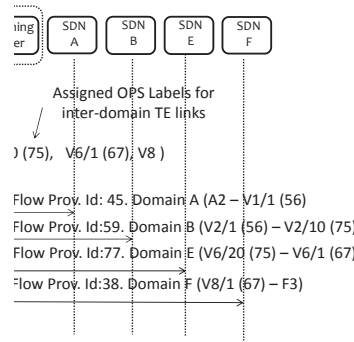 ning SDN SDN SDN SDN
er A B E F
Assigned OPS Labels for
inter-domain TE links
0 (75), V6/1 (67), V8 )
Flow Prov. Id: 45. Domain A (A2 – V1/1 (56)
Flow Prov. Id:59. Domain B (V2/1 (56) – V2/10 (75)
Flow Prov. Id:77. Domain E (V6/20 (75) – V6/1 (67)
Flow Prov. Id:38. Domain F (V8/1 (67) – F3)